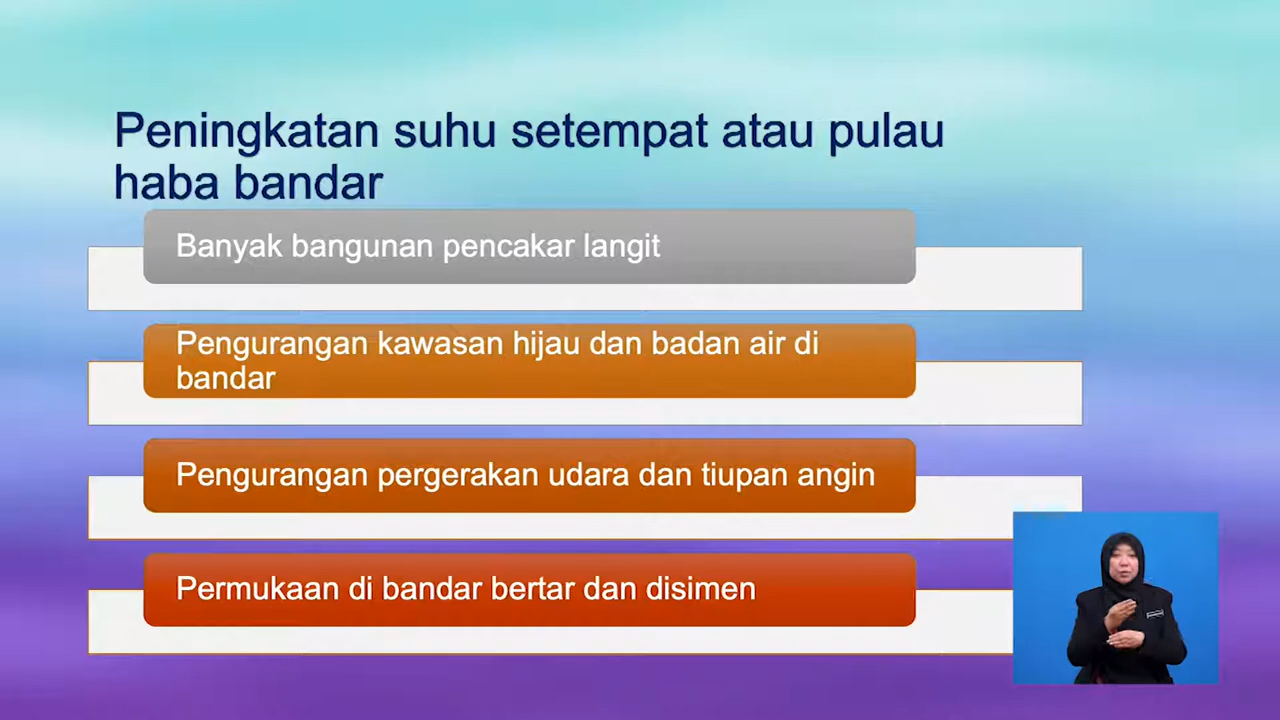 Peningkatan suhu setempat atau pulau
haba bandar
Banyak bangunan pencakar langit
Pengurangan kawasan hijau dan badan air di
bandar
Pengurangan pergerakan udara dan tiupan angin
Permukaan di bandar bertar dan disimen